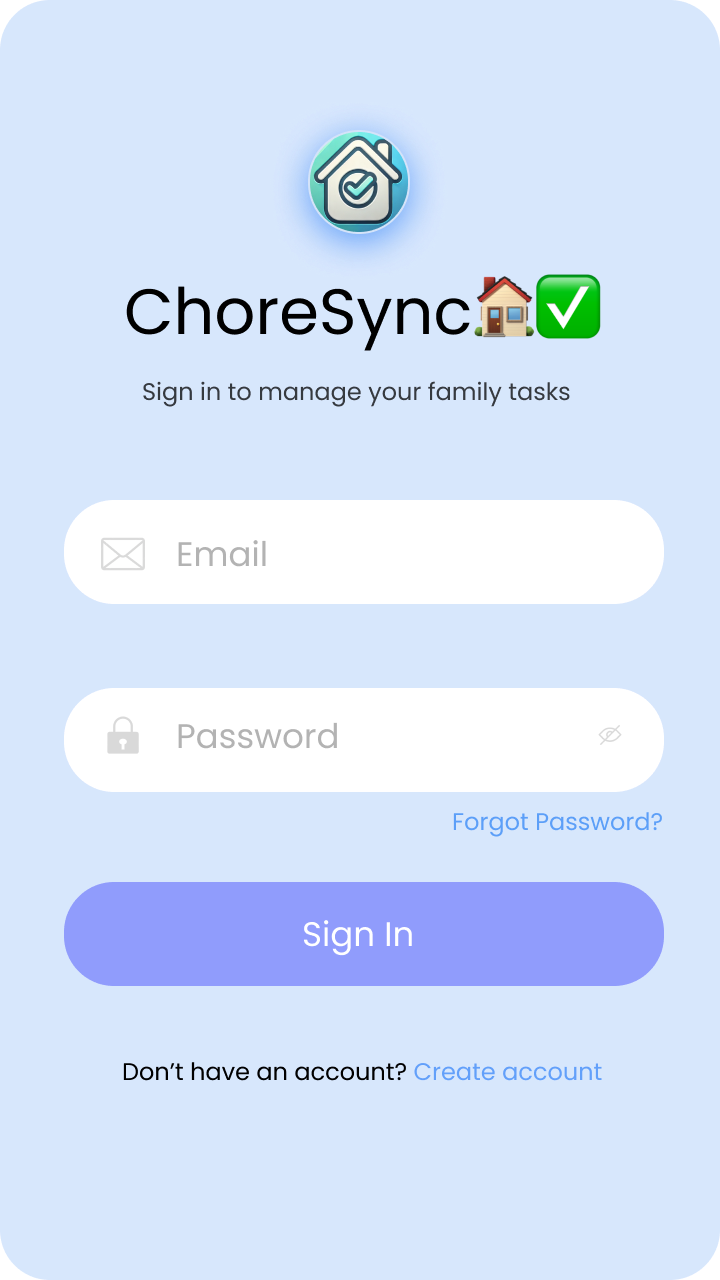 ChoreSync🏠✅
Sign in to manage your family tasks
Email
Password
Forgot Password?
Sign In
Don’t have an account? Create account